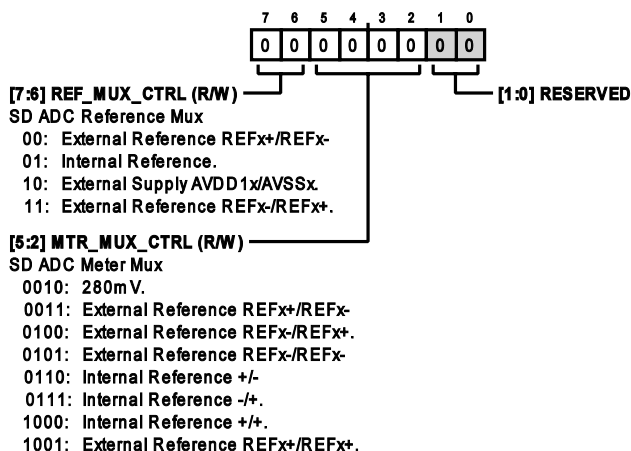 7 6 5 4 3 2 1 0
0 0 0 0 0 0 0 0
[7:6] REF_MUX_CTRL (R/W)
[1:0] RESERVED
SD ADC Reference Mux
00: External Reference REFx+/REFx-
01: Internal Reference.
10: External Supply AVDD1x/AVSSx.
11: External Reference REFx-/REFx+.
[5:2] MTR_MUX_CTRL (R/W)
SD ADC Meter Mux
0010: 280mV.
0011: External Reference REFx+/REFx-
0100: External Reference REFx-/REFx+.
0101: External Reference REFx-/REFx-
0110: Internal Reference +/-
0111: Internal Reference -/+.
1000: Internal Reference +/+.
1001: External Reference REFx+/REFx+.